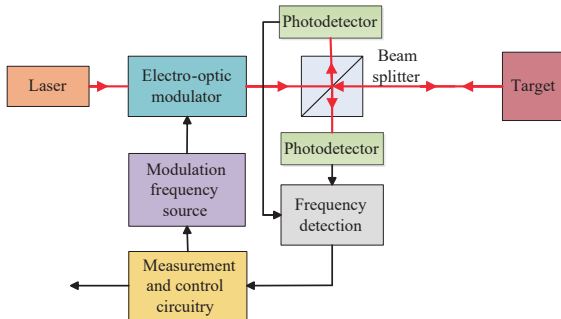 Photodetector
Laser
Electro-optic
modulator
Beam
splitter
Target
Photodetector
Modulation
frequency
source
Frequency
detection
Measurement
and control
circuitry